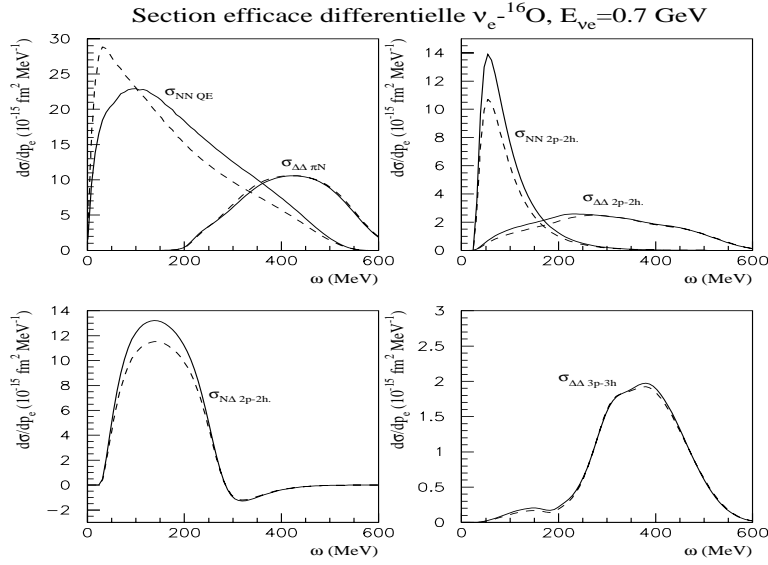 Section efficace differentielle ν_e-¹⁶O, E_νe=0.7 GeV
dσ/dp_e (10⁻¹⁵ fm² MeV⁻¹)
30
25
20
15
10
5
0
σ_NN QE
σ_ΔΔ πN
0 200 400 600
ω (MeV)
dσ/dp_e (10⁻¹⁵ fm² MeV⁻¹)
14
12
10
8
6
4
2
0
σ_NN 2p-2h.
σ_ΔΔ 2p-2h.
0 200 400 600
ω (MeV)
dσ/dp_e (10⁻¹⁵ fm² MeV⁻¹)
14
12
10
8
6
4
2
0
−2
σ_NΔ 2p-2h.
0 200 400 600
ω (MeV)
dσ/dp_e (10⁻¹⁵ fm² MeV⁻¹)
3
2.5
2
1.5
1
0.5
0
σ_ΔΔ 3p-3h
0 200 400 600
ω (MeV)